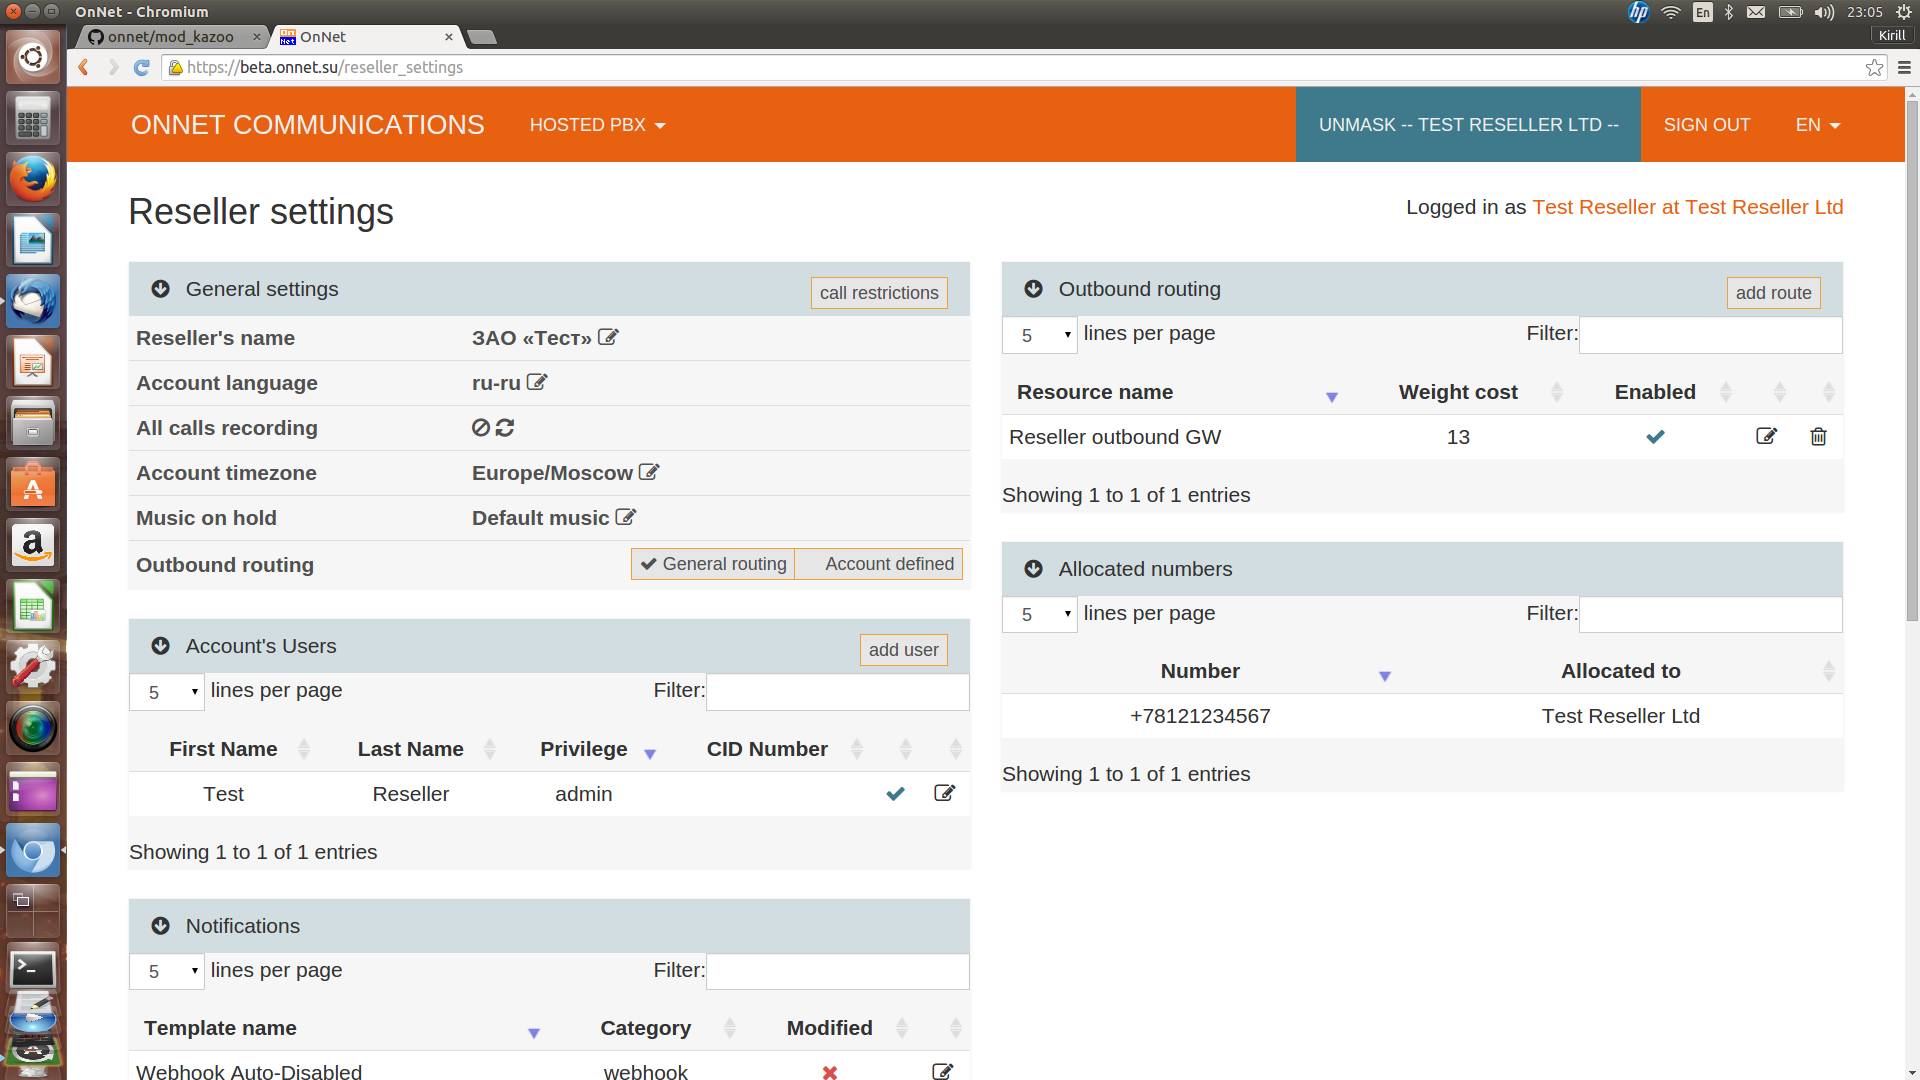 OnNet - Chromium
hp En 23:05
onnet/mod_kazoo × OnNet ×
Kirill
https://beta.onnet.su/reseller_settings
ONNET COMMUNICATIONS HOSTED PBX UNMASK -- TEST RESELLER LTD -- SIGN OUT EN
Reseller settings
Logged in as Test Reseller at Test Reseller Ltd
General settings call restrictions
Reseller's name ЗАО «Тест»
Account language ru-ru
All calls recording
Account timezone Europe/Moscow
Music on hold Default music
Outbound routing General routing Account defined
Account's Users add user
5 lines per page Filter:
First Name Last Name Privilege CID Number
Test Reseller admin
Showing 1 to 1 of 1 entries
Notifications
5 lines per page Filter:
Template name Category Modified
Webhook Auto-Disabled webhook
Outbound routing add route
5 lines per page Filter:
Resource name Weight cost Enabled
Reseller outbound GW 13
Showing 1 to 1 of 1 entries
Allocated numbers
5 lines per page Filter:
Number Allocated to
+78121234567 Test Reseller Ltd
Showing 1 to 1 of 1 entries